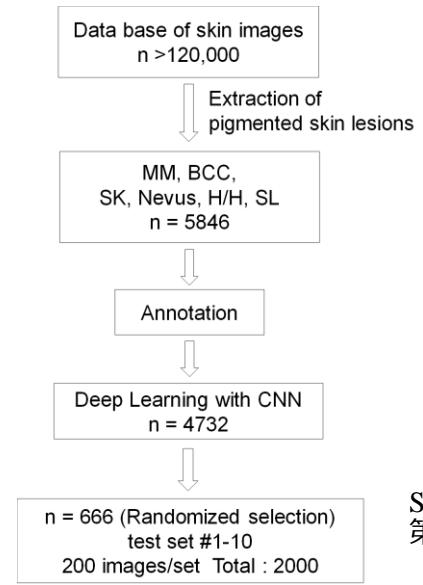 Data base of skin images
n >120,000
Extraction of
pigmented skin lesions
MM, BCC,
SK, Nevus, H/H, SL
n = 5846
Annotation
Deep Learning with CNN
n = 4732
n = 666 (Randomized selection)
test set #1-10
200 images/set Total : 2000
S
第